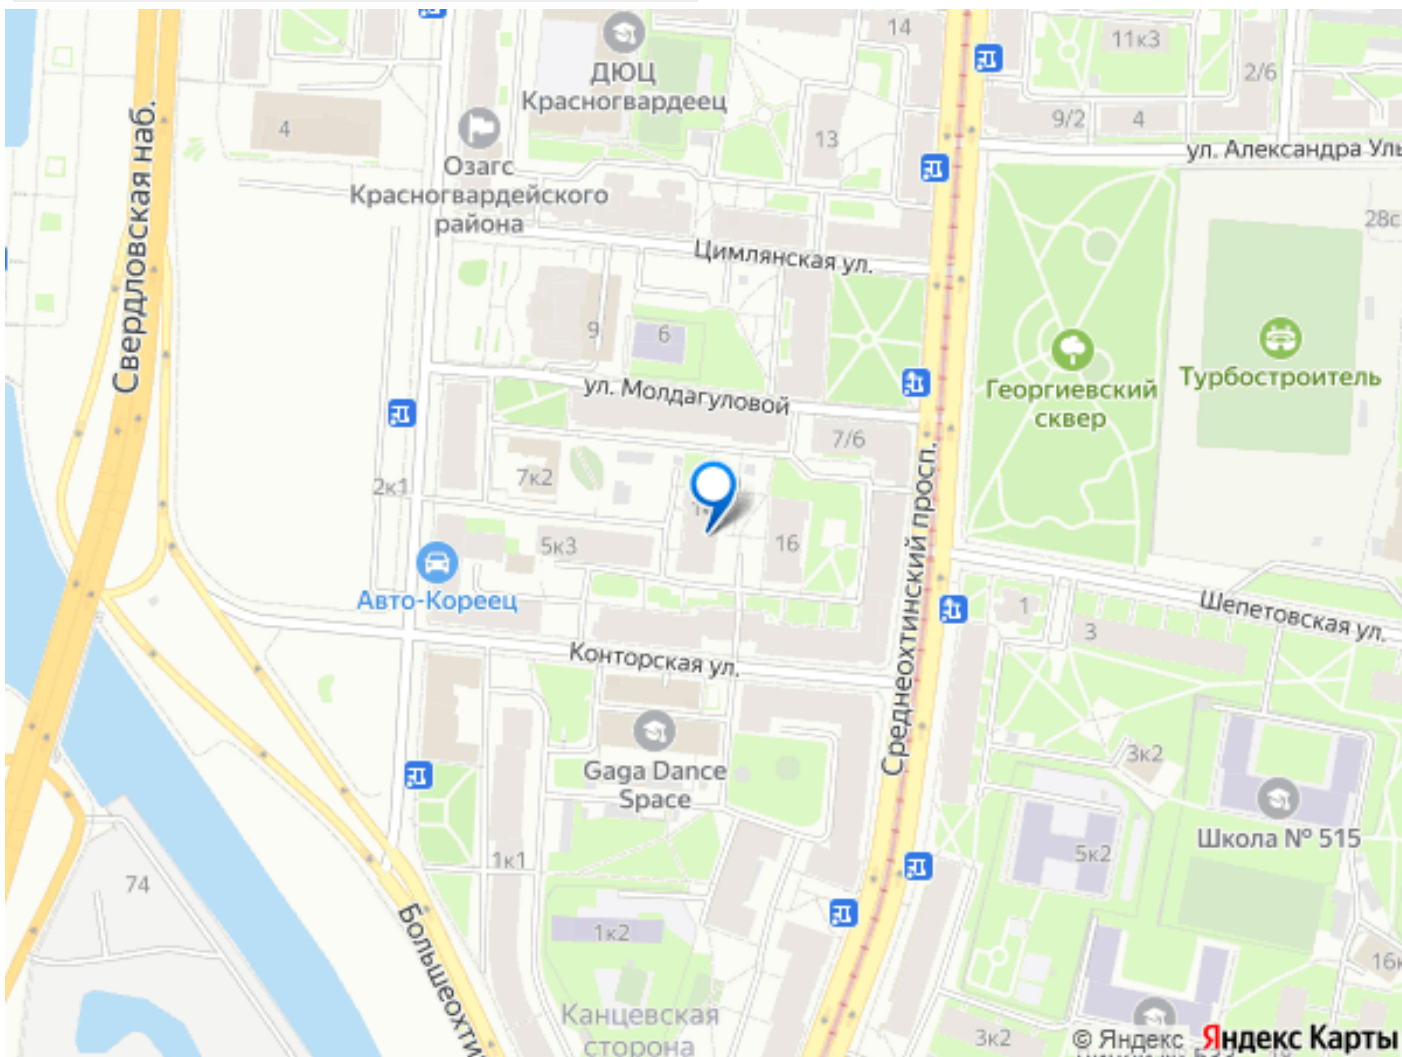 14
11к3
2/6
9/2
4
ДЮЦ
Красногвардеец
4
13
ул. Александра Уль
Озагс
Красногвардейского
района
28с
Свердловская наб.
Цимлянская ул.
9
6
Георгиевский
сквер
Турбостроитель
ул. Молдагуловой
7/6
2к1
7к2
Среднеохтинский просп.
5к3
16
Авто-Кореец
1
3
Шепетовская ул.
Конторская ул.
Gaga Dance
Space
3к2
Школа № 515
1к1
5к2
74
Большеохти
1к2
16к
Канцевская
сторона
3к2
© Яндекс Яндекс Карты